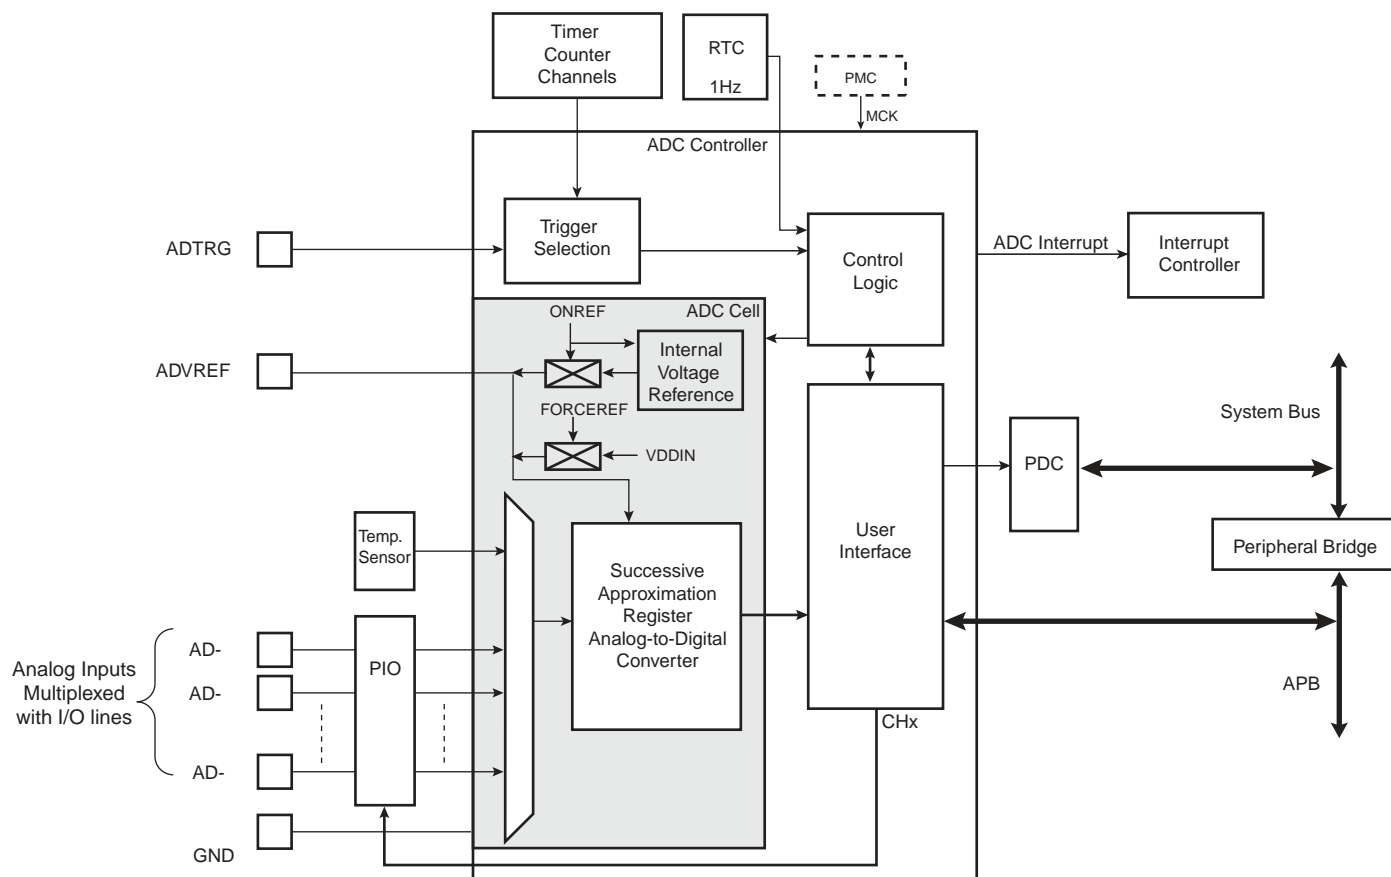 Timer
Counter
Channels
RTC
1Hz
PMC
MCK
ADC Controller
ADTRG
Trigger
Selection
Control
Logic
ADC Interrupt
Interrupt
Controller
ADC Cell
ONREF
ADVREF
Internal
Voltage
Reference
FORCEREF
VDDIN
System Bus
PDC
Temp.
Sensor
User
Interface
Peripheral Bridge
Successive
Approximation
Register
Analog-to-Digital
Converter
Analog Inputs
Multiplexed
with I/O lines
AD-
AD-
AD-
PIO
APB
CHx
GND